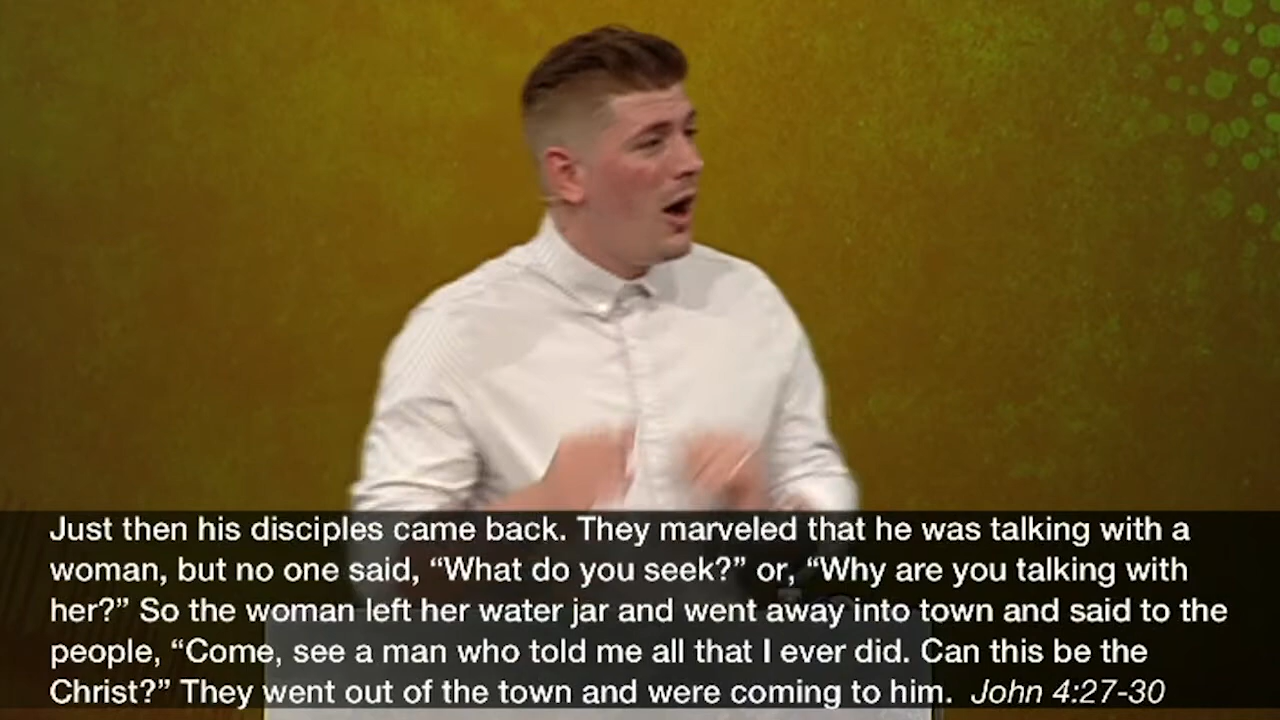 Just then his disciples came back. They marveled that he was talking with a
woman, but no one said, “What do you seek?” or, “Why are you talking with
her?” So the woman left her water jar and went away into town and said to the
people, “Come, see a man who told me all that I ever did. Can this be the
Christ?” They went out of the town and were coming to him. John 4:27-30